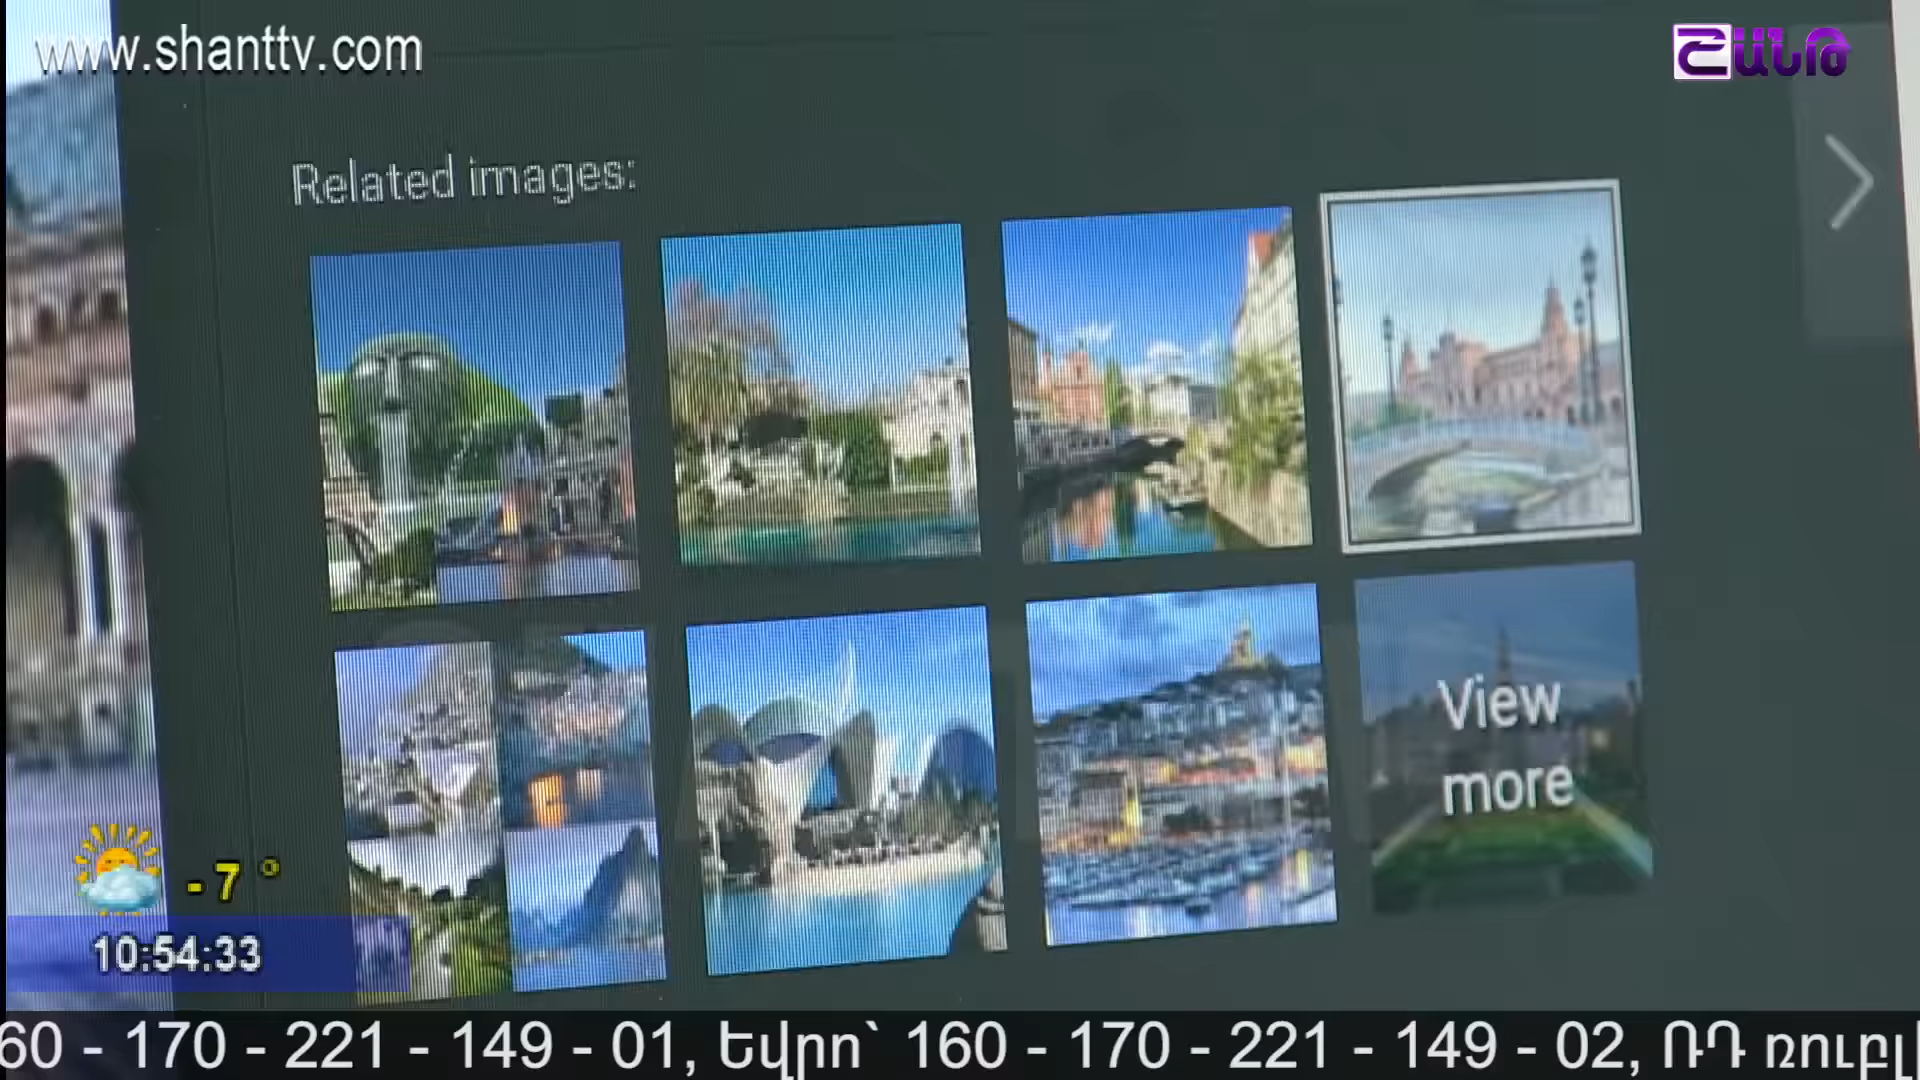 www.shanttv.com
ՇԱՆԹ
Related images:
View
more
- 7 °
10:54:33
60 - 170 - 221 - 149 - 01, Եվրո՝ 160 - 170 - 221 - 149 - 02, ՌԴ ռուբլ